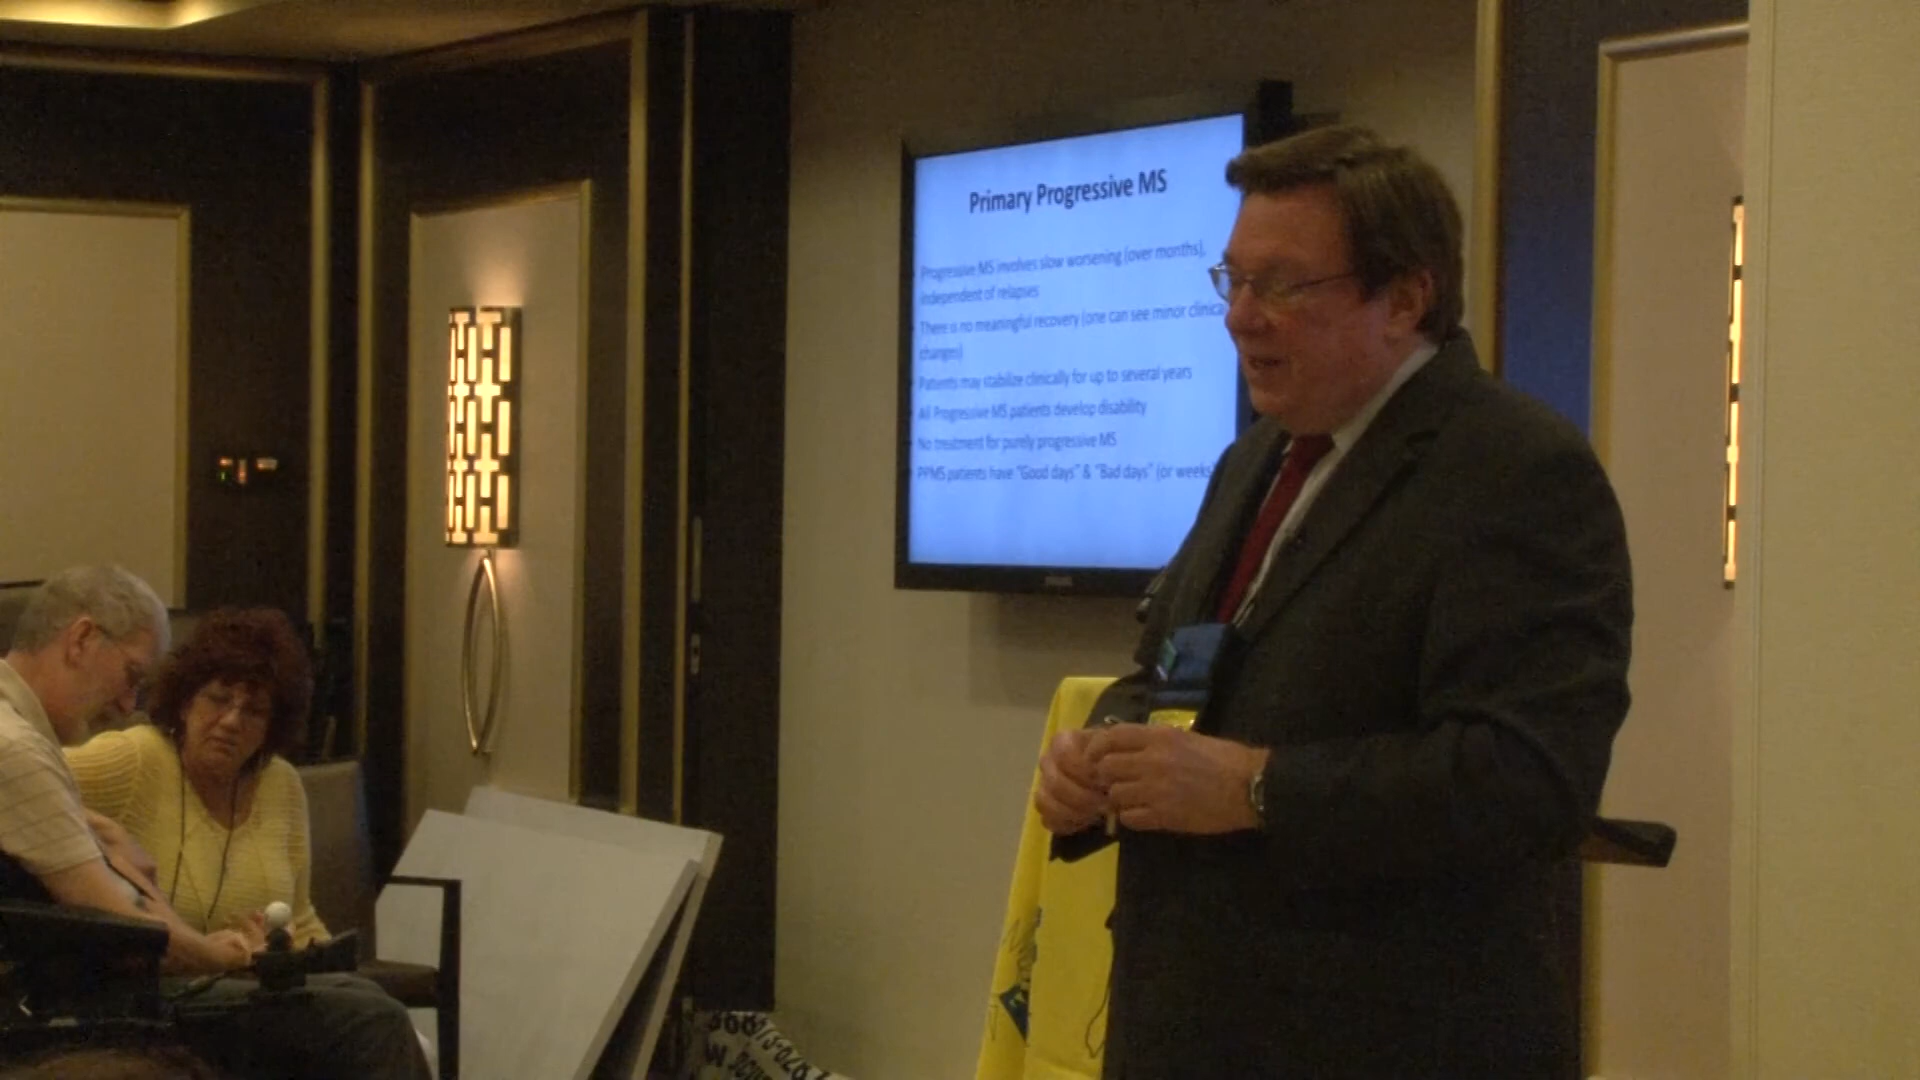 Primary Progressive MS
Progressive MS involves slow worsening (over months),
independent of relapses
There is no meaningful recovery (one can see minor clinica
changes)
Patients may stabilize clinically for up to several years
All Progressive MS patients develop disability
No treatment for purely progressive MS
PPMS patients have "Good days" & "Bad days" (or weeks